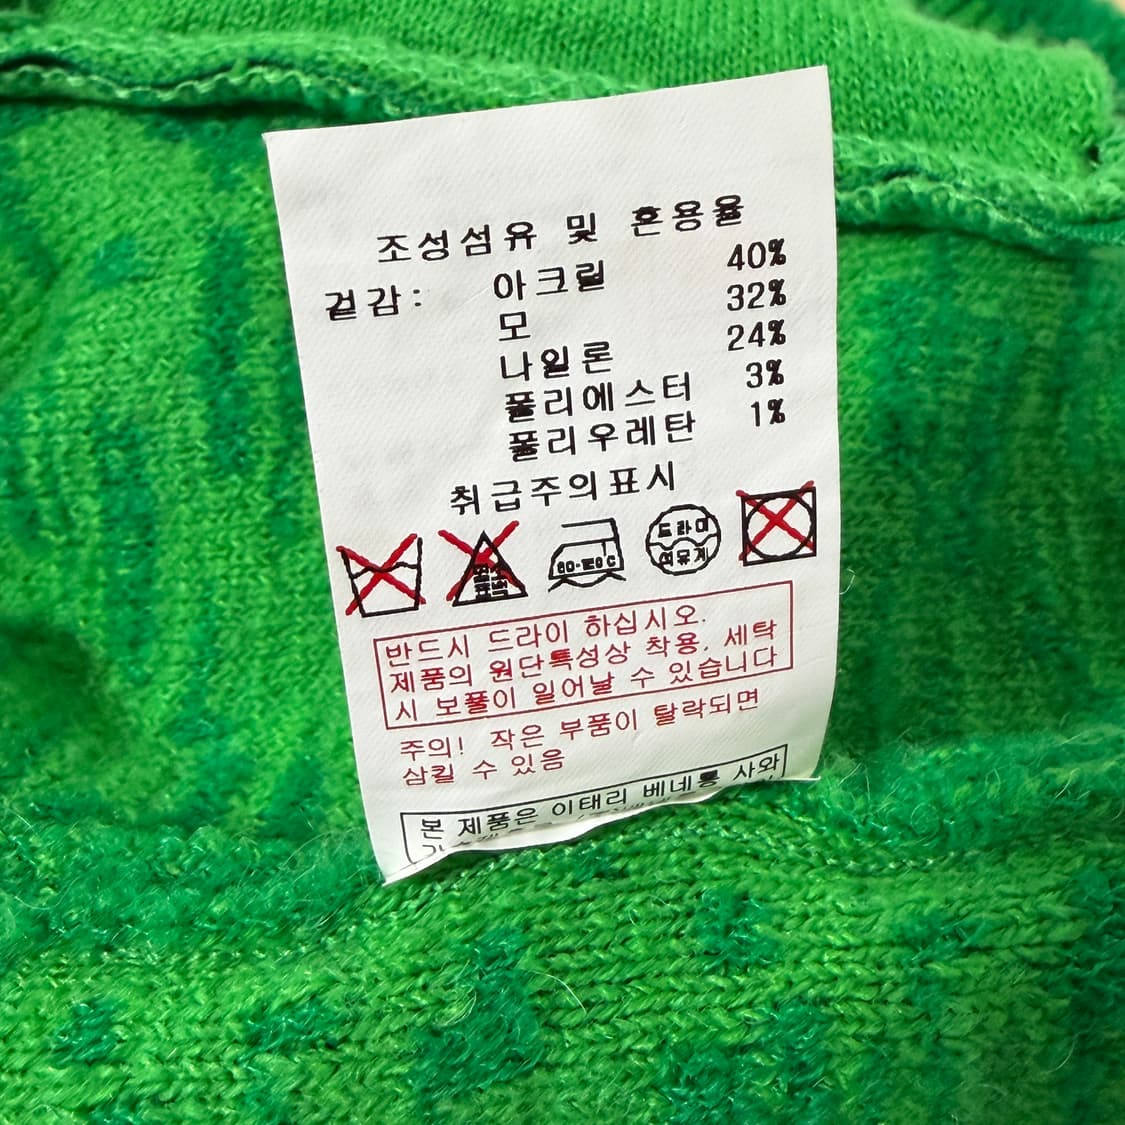 조성섬유 및 혼용율
겉감: 아크릴 40%
모 32%
나일론 24%
폴리에스터 3%
폴리우레탄 1%
취급주의표시
드라이
석유계
반드시 드라이 하십시오.
제품의 원단특성상 착용, 세탁
시 보풀이 일어날 수 있습니다
주의! 작은 부품이 탈락되면
삼킬 수 있음
본 제품은 이태리 베네통 사와